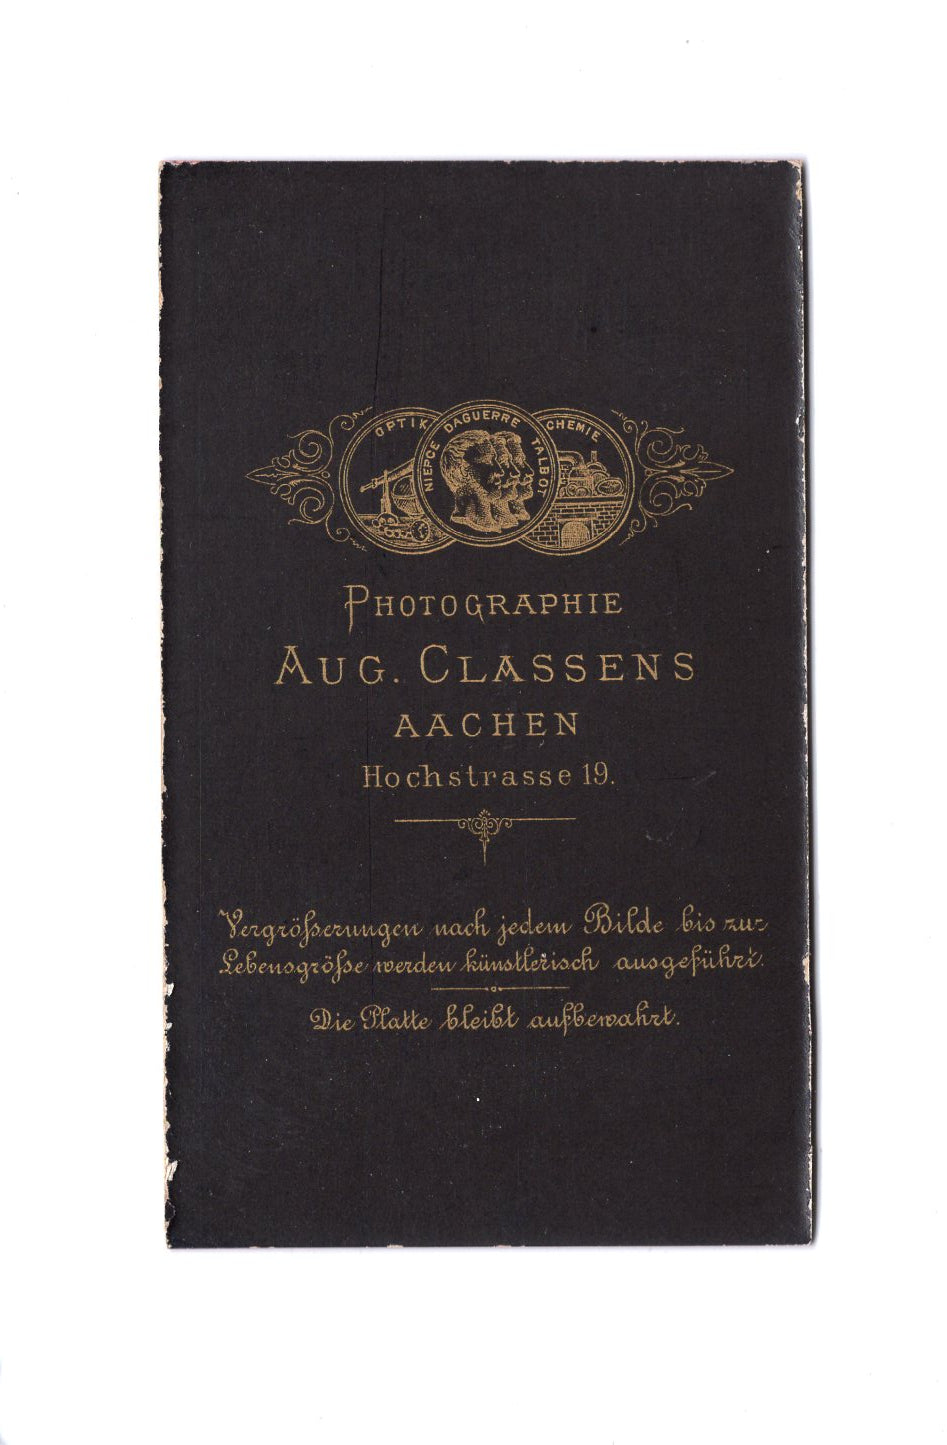 OPTIK
NIEPCE DAGUERRE TALBOT
CHEMIE
PHOTOGRAPHIE
AUG. CLASSENS
AACHEN
Hochstrasse 19.
Vergrößerungen nach jedem Bilde bis zur
Lebensgröße werden künstlerisch ausgeführt.
Die Platte bleibt aufbewahrt.